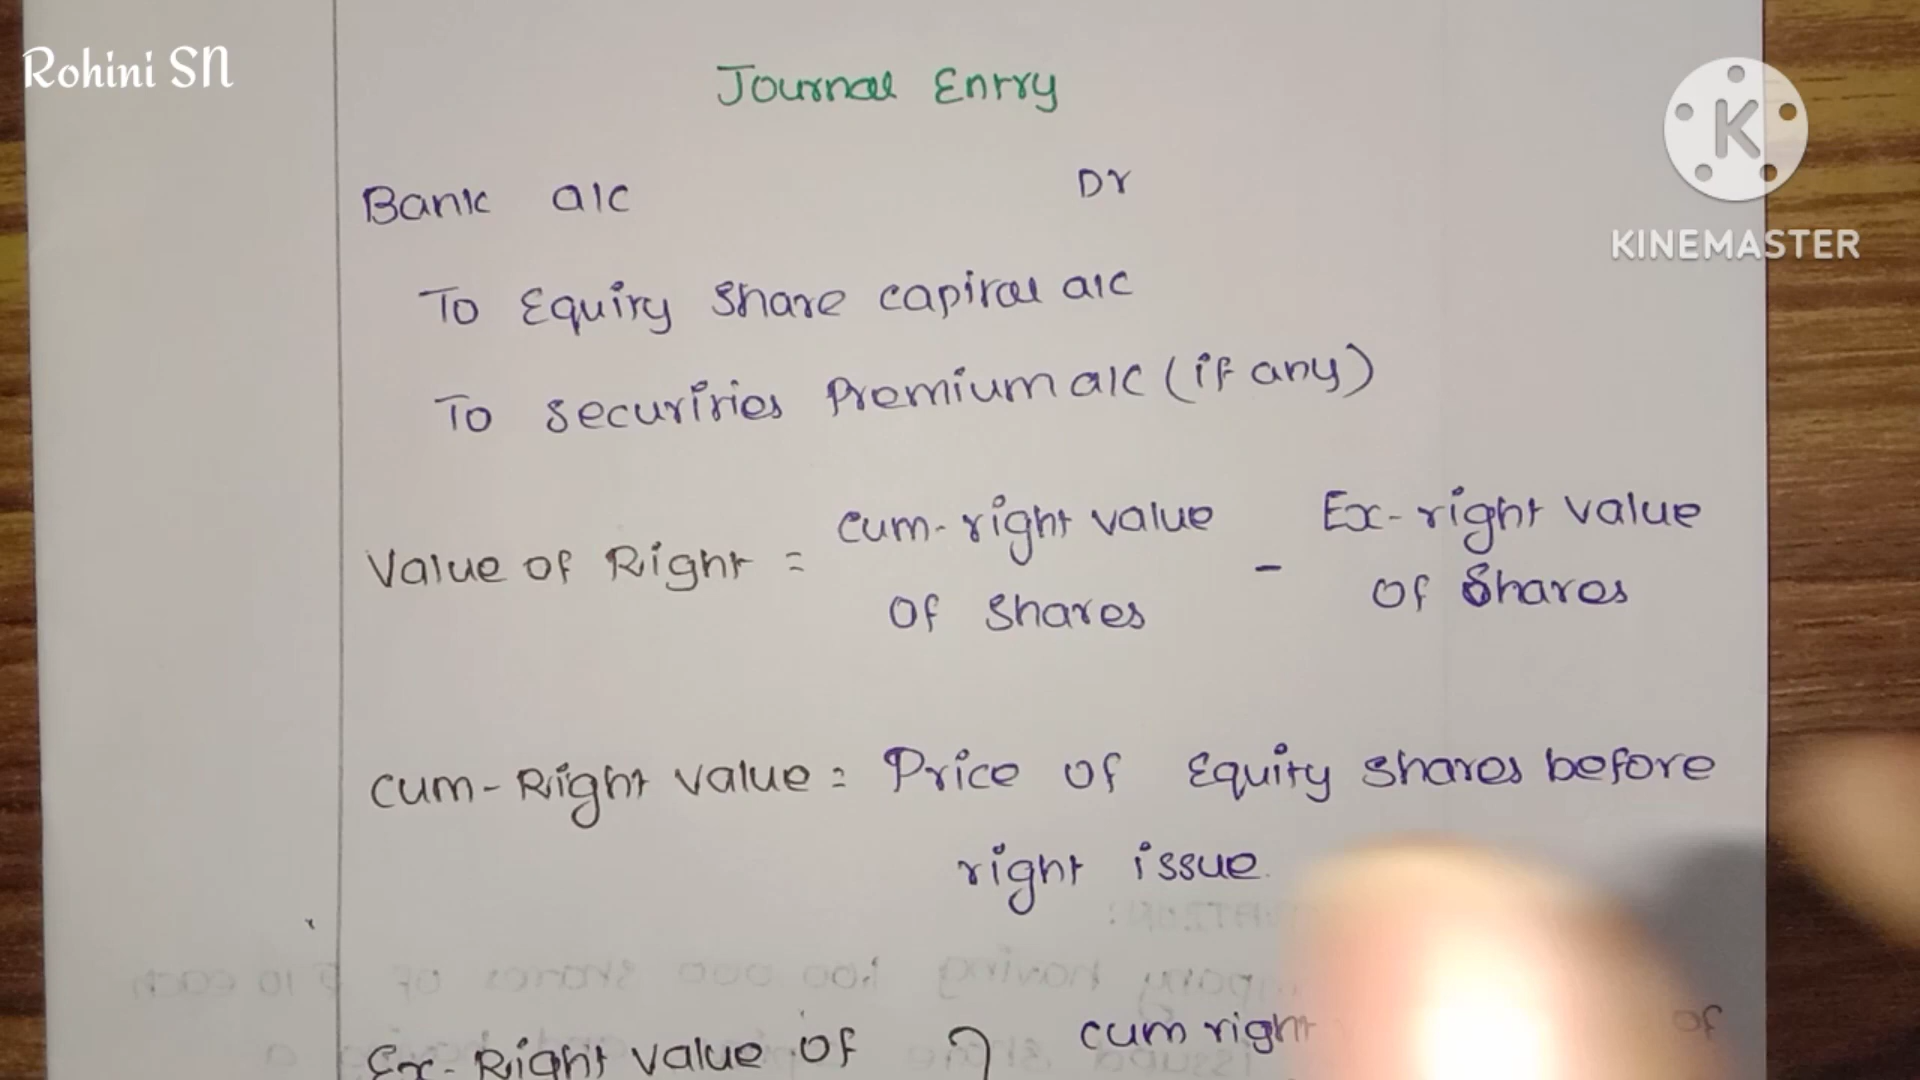 Rohini SN
Journal Entry
KINEMASTER
Bank a/c Dr
To Equity Share capital a/c
To Securities Premium a/c (if any)
Value of Right = Cum-right value of Shares - Ex-right value of Shares
Cum-Right value = Price of Equity Shares before
right issue
Ex-Right value of cum right of